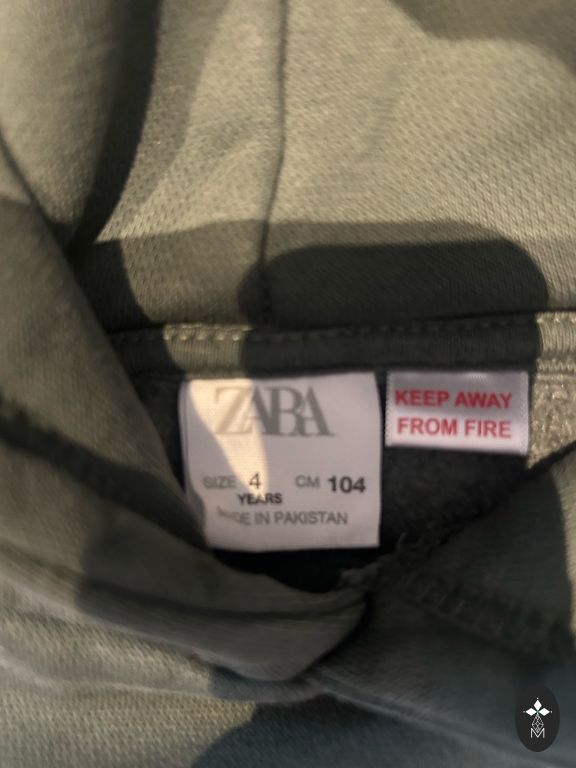 ZARA
SIZE 4 CM 104
YEARS
MADE IN PAKISTAN
KEEP AWAY
FROM FIRE
M